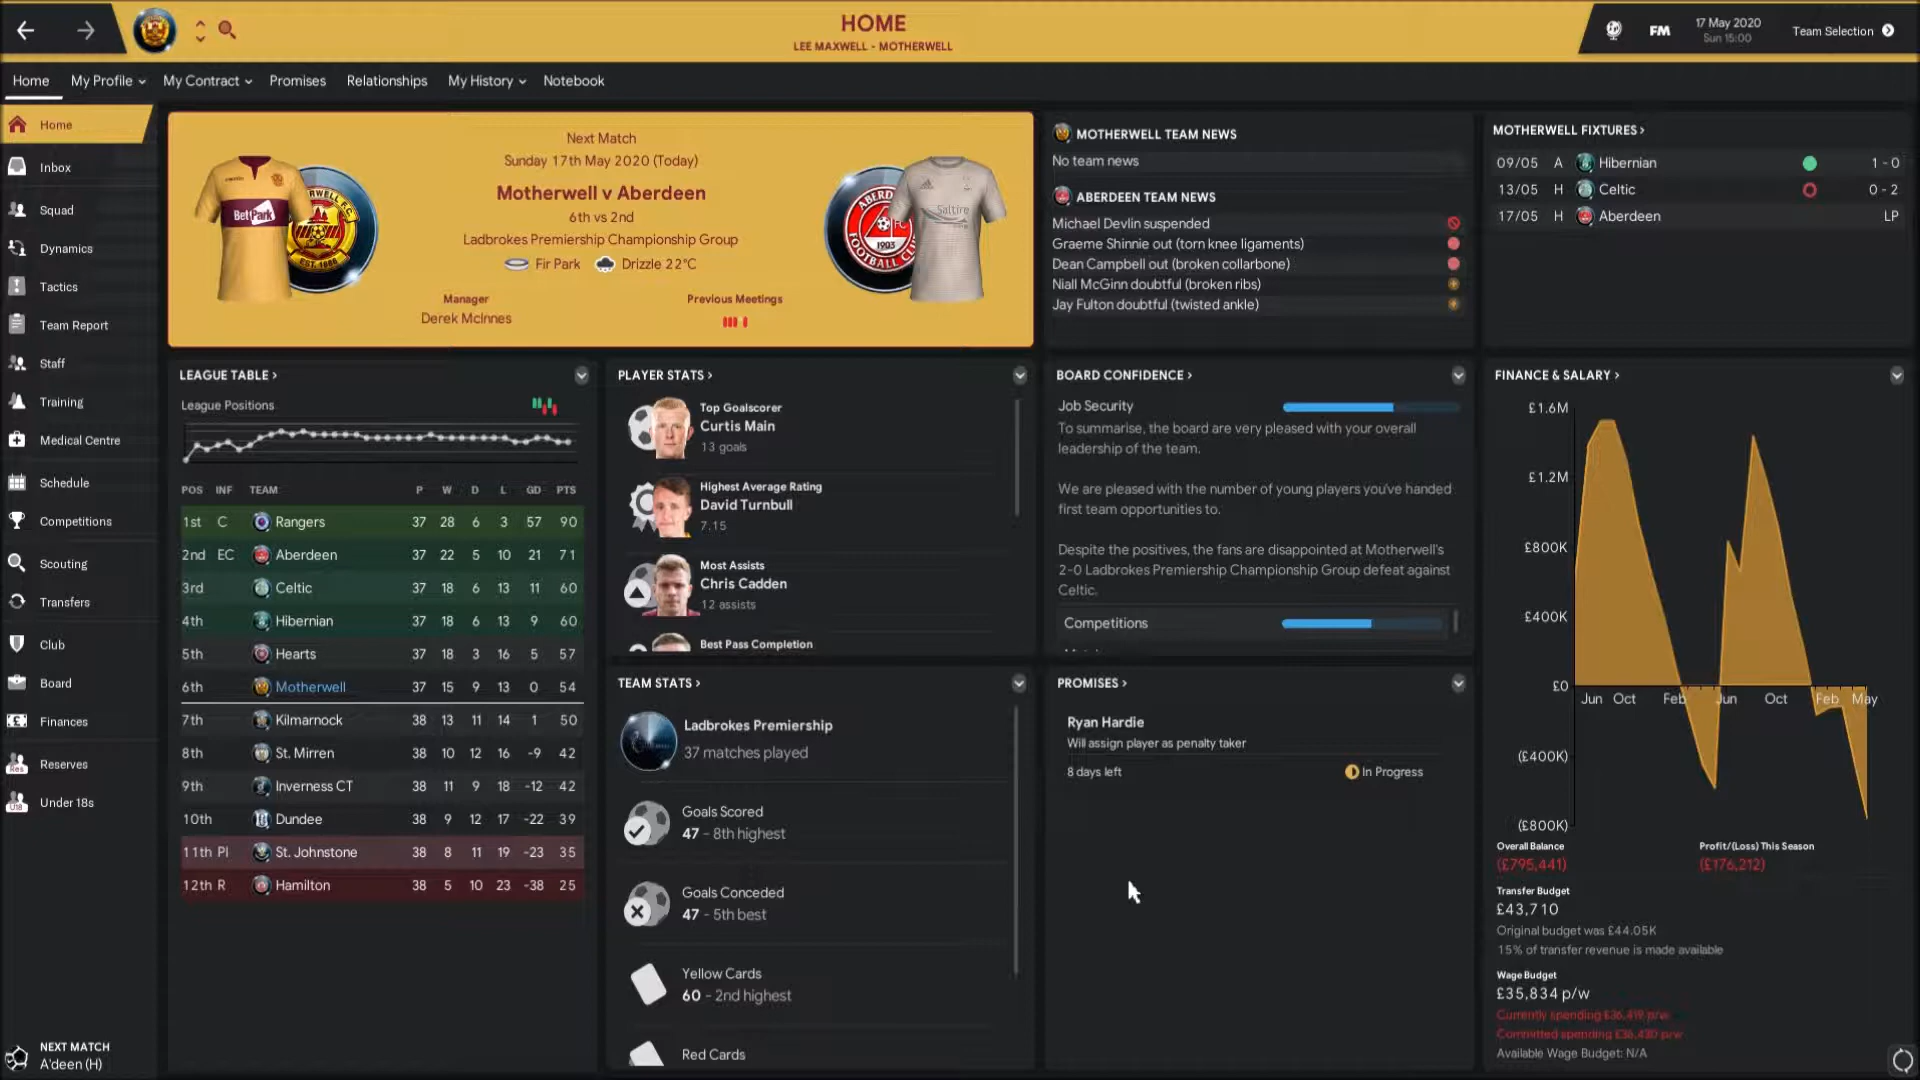 HOME
LEE MAXWELL - MOTHERWELL
FM
17 May 2020
Sun 15:00
Team Selection
Home
My Profile
My Contract
Promises
Relationships
My History
Notebook
Home
Inbox
Squad
Dynamics
Tactics
Team Report
Staff
Training
Medical Centre
Schedule
Competitions
Scouting
Transfers
Club
Board
Finances
Reserves
Under 18s
NEXT MATCH
A'deen (H)
Next Match
Sunday 17th May 2020 (Today)
Motherwell v Aberdeen
6th vs 2nd
Ladbrokes Premiership Championship Group
Fir Park
Drizzle 22°C
Manager
Derek McInnes
Previous Meetings
BetPark
Saltire
1903
MOTHERWELL TEAM NEWS
No team news
ABERDEEN TEAM NEWS
Michael Devlin suspended
Graeme Shinnie out (torn knee ligaments)
Dean Campbell out (broken collarbone)
Niall McGinn doubtful (broken ribs)
Jay Fulton doubtful (twisted ankle)
MOTHERWELL FIXTURES >
09/05 A Hibernian 1 - 0
13/05 H Celtic 0 - 2
17/05 H Aberdeen LP
LEAGUE TABLE >
League Positions
POS INF TEAM P W D L GD PTS
1st C Rangers 37 28 6 3 57 90
2nd EC Aberdeen 37 22 5 10 21 71
3rd Celtic 37 18 6 13 11 60
4th Hibernian 37 18 6 13 9 60
5th Hearts 37 18 3 16 5 57
6th Motherwell 37 15 9 13 0 54
7th Kilmarnock 38 13 11 14 1 50
8th St. Mirren 38 10 12 16 -9 42
9th Inverness CT 38 11 9 18 -12 42
10th Dundee 38 9 12 17 -22 39
11th Pl St. Johnstone 38 8 11 19 -23 35
12th R Hamilton 38 5 10 23 -38 25
PLAYER STATS >
Top Goalscorer
Curtis Main
13 goals
Highest Average Rating
David Turnbull
7.15
Most Assists
Chris Cadden
12 assists
Best Pass Completion
TEAM STATS >
Ladbrokes Premiership
37 matches played
Goals Scored
47 - 8th highest
Goals Conceded
47 - 5th best
Yellow Cards
60 - 2nd highest
Red Cards
BOARD CONFIDENCE >
Job Security
To summarise, the board are very pleased with your overall
leadership of the team.
We are pleased with the number of young players you've handed
first team opportunities to.
Despite the positives, the fans are disappointed at Motherwell's
2-0 Ladbrokes Premiership Championship Group defeat against
Celtic.
Competitions
PROMISES >
Ryan Hardie
Will assign player as penalty taker
8 days left
In Progress
FINANCE & SALARY >
£1.6M
£1.2M
£800K
£400K
£0
(£400K)
(£800K)
Jun Oct Feb Jun Oct Feb May
Overall Balance
(£795,441)
Profit/(Loss) This Season
(£176,212)
Transfer Budget
£43,710
Original budget was £44.05K
15% of transfer revenue is made available
Wage Budget
£35,834 p/w
Currently spending £36,419 p/w
Committed spending £36,430 p/w
Available Wage Budget: N/A